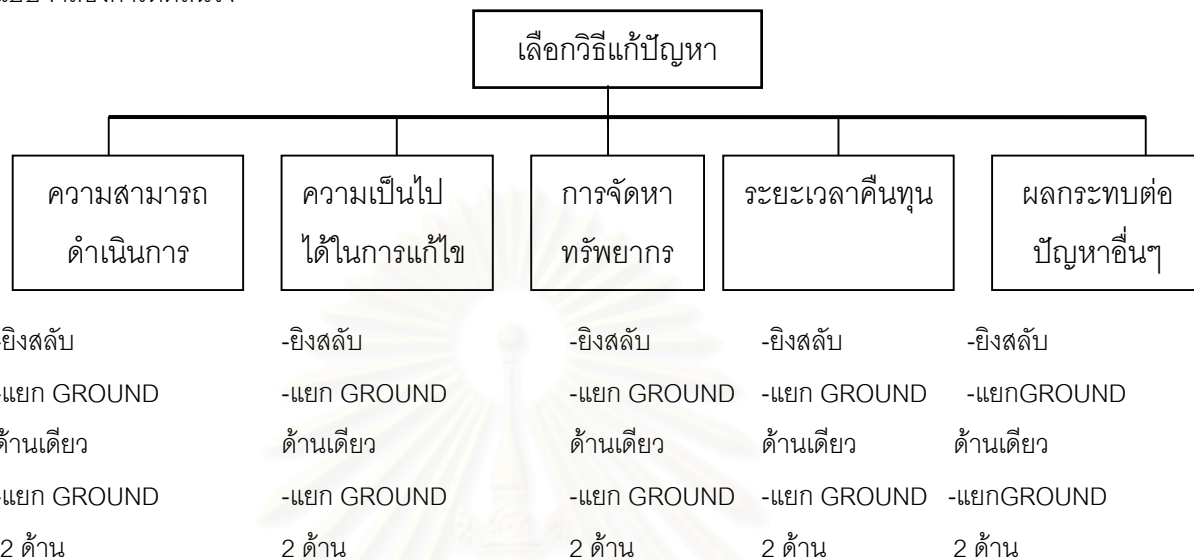 เลือกวิธีแก้ปัญหา
ความสามารถ
ดำเนินการ
ความเป็นไป
ได้ในการแก้ไข
การจัดหา
ทรัพยากร
ระยะเวลาคืนทุน
ผลกระทบต่อ
ปัญหาอื่นๆ
-ยิงสลับ
-แยก GROUND
ด้านเดียว
-แยก GROUND
2 ด้าน
-ยิงสลับ
-แยก GROUND
ด้านเดียว
-แยก GROUND
2 ด้าน
-ยิงสลับ
-แยก GROUND
ด้านเดียว
-แยก GROUND
2 ด้าน
-ยิงสลับ
-แยก GROUND
ด้านเดียว
-แยก GROUND
2 ด้าน
-ยิงสลับ
-แยกGROUND
ด้านเดียว
-แยกGROUND
2 ด้าน